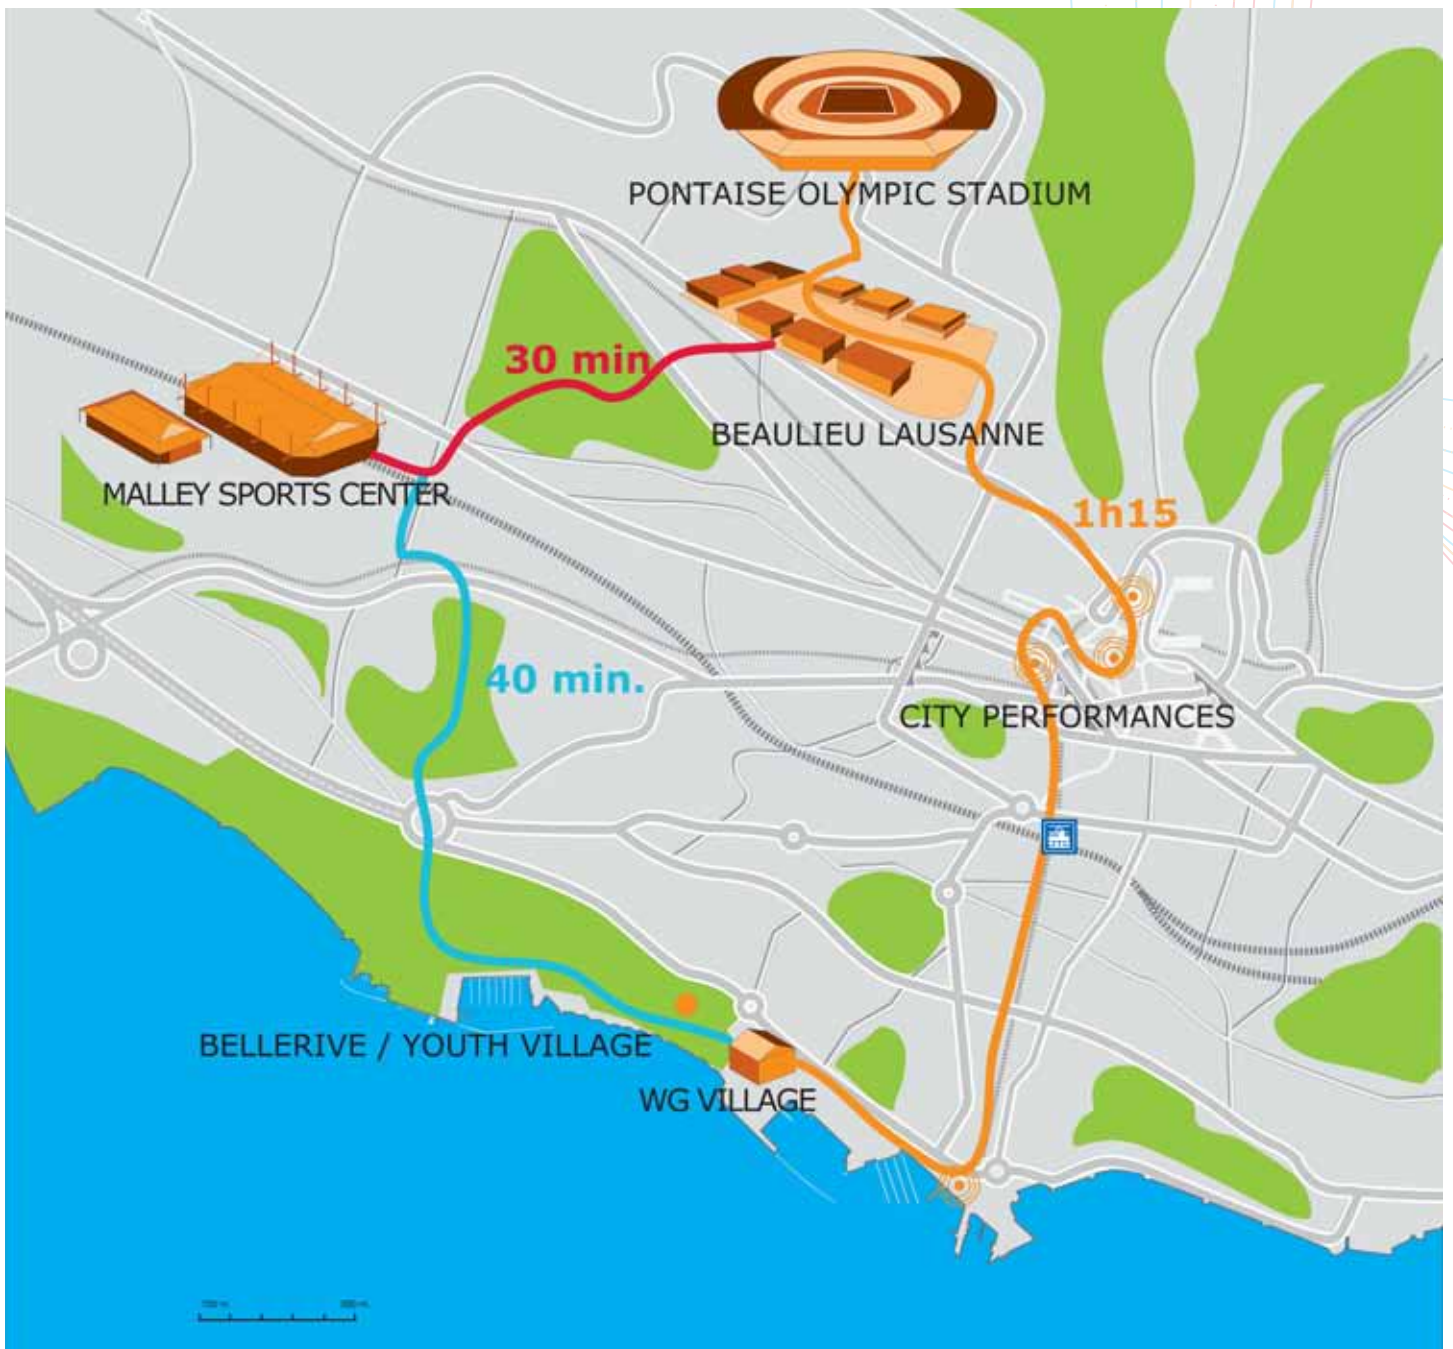 PONTAISE OLYMPIC STADIUM
30 min
BEAULIEU LAUSANNE
MALLEY SPORTS CENTER
1h15
40 min.
CITY PERFORMANCES
BELLERIVE / YOUTH VILLAGE
WG VILLAGE